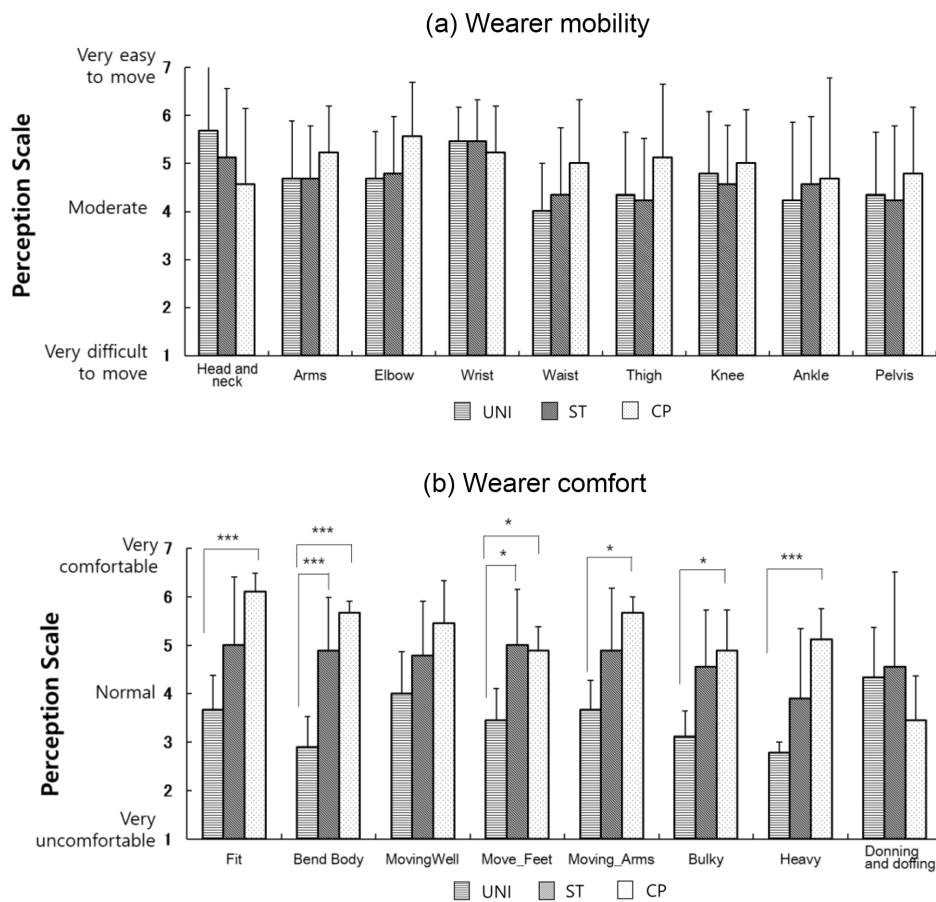 (a) Wearer mobility
Very easy
to move
7
6
5
Moderate
4
3
2
Very difficult
to move
1
Perception Scale
Head and
neck
Arms
Elbow
Wrist
Waist
Thigh
Knee
Ankle
Pelvis
UNI
ST
CP
(b) Wearer comfort
Very
comfortable
7
6
5
Normal
4
3
2
Very
uncomfortable
1
Perception Scale
***
***
***
*
*
*
*
***
Fit
Bend Body
MovingWell
Move_Feet
Moving_Arms
Bulky
Heavy
Donning
and doffing
UNI
ST
CP